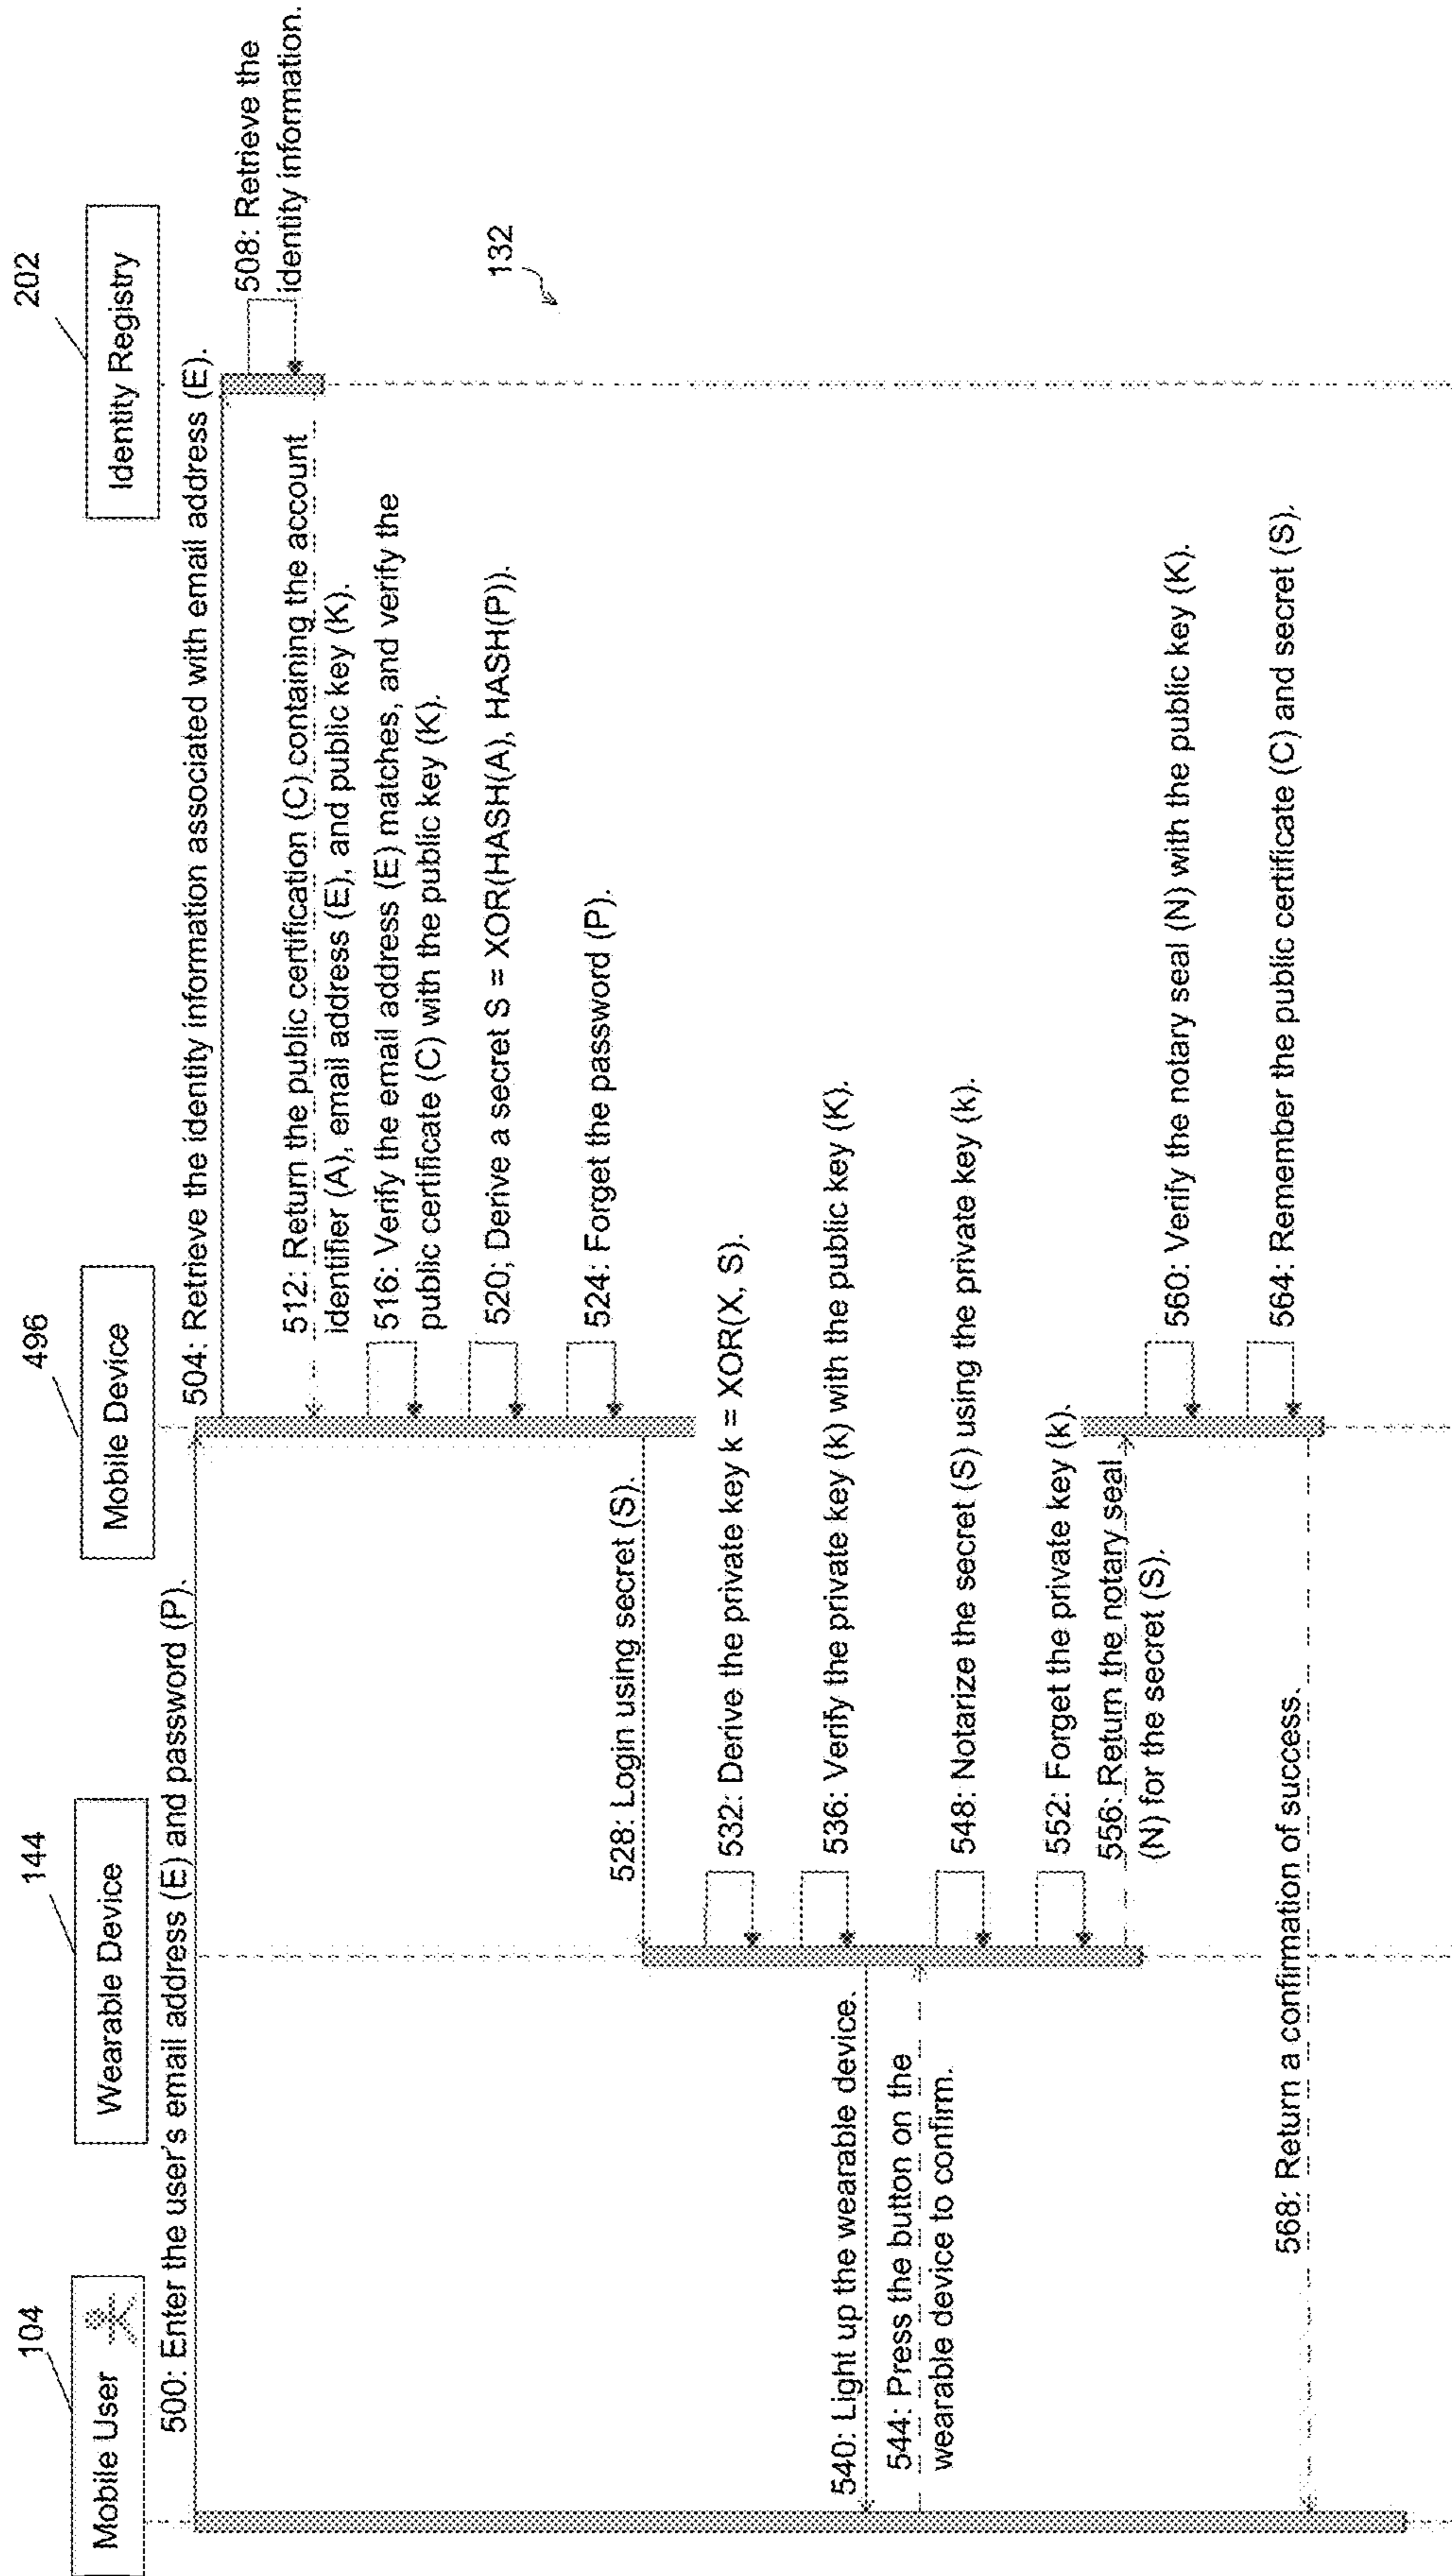 104
Mobile User
144
Wearable Device
496
Mobile Device
202
Identity Registry
500: Enter the user's email address (E) and password (P).
504: Retrieve the identity information associated with email address (E).
508: Retrieve the
identity information.
512: Return the public certification (C) containing the account
identifier (A), email address (E), and public key (K).
516: Verify the email address (E) matches, and verify the
public certificate (C) with the public key (K).
132
520; Derive a secret S = XOR(HASH(A), HASH(P)).
524: Forget the password (P).
528: Login using secret (S).
532: Derive the private key k = XOR(X, S).
536: Verify the private key (k) with the public key (K).
540: Light up the wearable device.
544: Press the button on the
wearable device to confirm.
548: Notarize the secret (S) using the private key (k).
552: Forget the private key (k).
556: Return the notary seal
(N) for the secret (S).
560: Verify the notary seal (N) with the public key (K).
564: Remember the public certificate (C) and secret (S).
568: Return a confirmation of success.